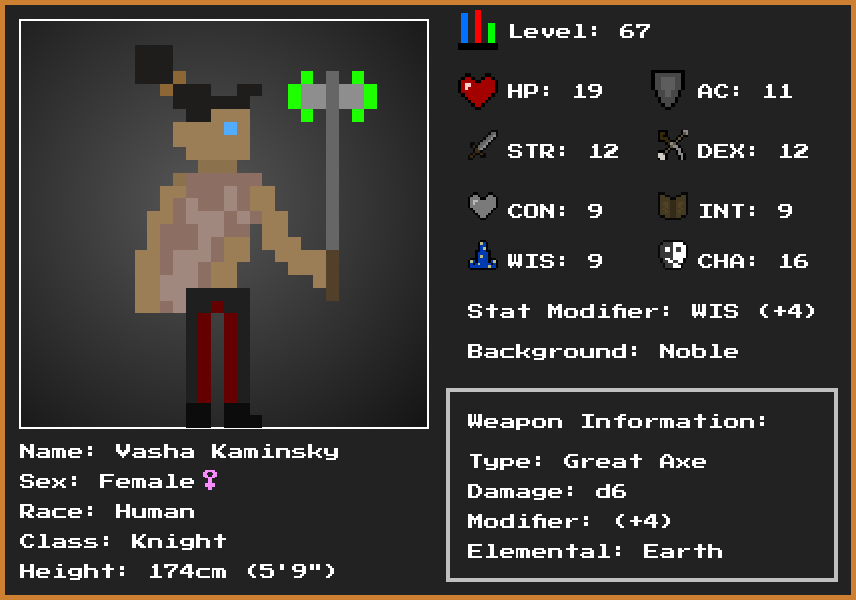 Level: 67
HP: 19
AC: 11
STR: 12
DEX: 12
CON: 9
INT: 9
WIS: 9
CHA: 16
Stat Modifier: WIS (+4)
Background: Noble
Weapon Information:
Type: Great Axe
Damage: d6
Modifier: (+4)
Elemental: Earth
Name: Vasha Kaminsky
Sex: Female♀
Race: Human
Class: Knight
Height: 174cm (5'9")